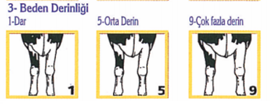 3- Beden Derinliği
1-Dar 5-Orta Derin 9-Çok fazla derin
1 5 9